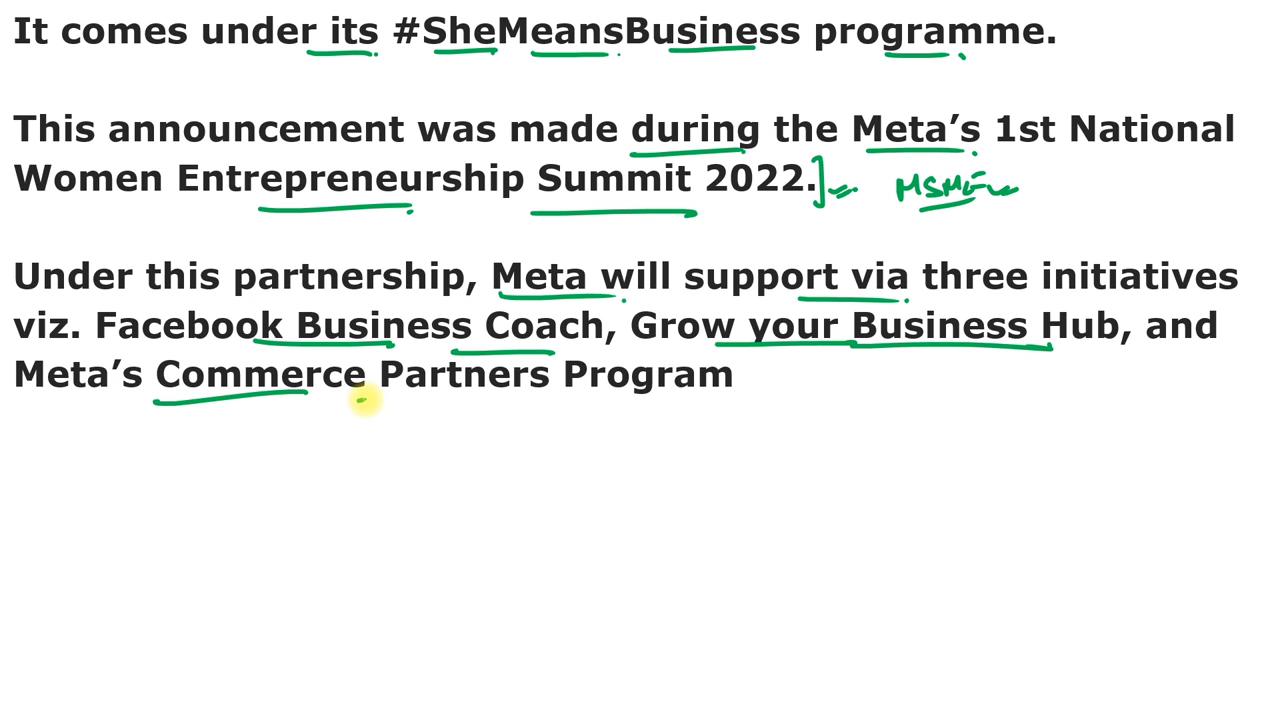 It comes under its #SheMeansBusiness programme.
This announcement was made during the Meta’s 1st National
Women Entrepreneurship Summit 2022. MSME
Under this partnership, Meta will support via three initiatives
viz. Facebook Business Coach, Grow your Business Hub, and
Meta’s Commerce Partners Program